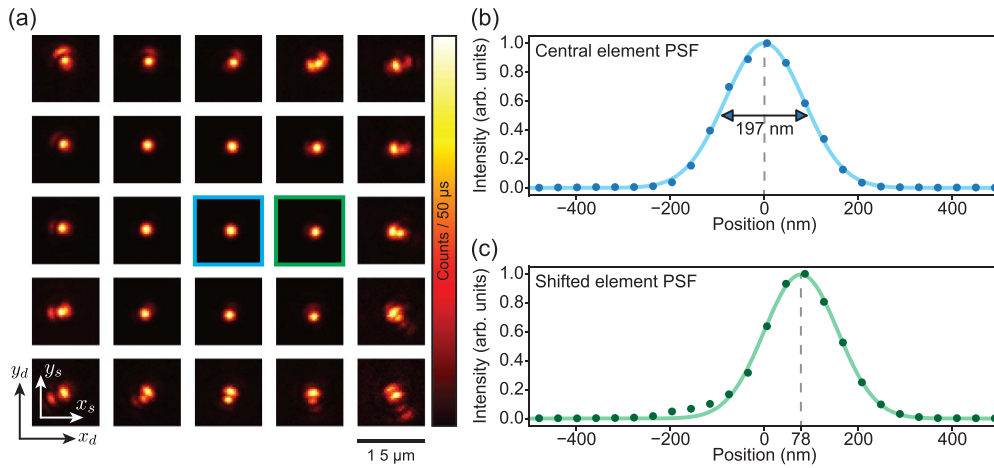 (a)
Counts / 50 µs
y_d
y_s
x_s
x_d
1 5 µm
(b)
Intensity (arb. units)
1.0
0.8
0.6
0.4
0.2
0.0
Central element PSF
197 nm
−400
−200
0
200
400
Position (nm)
(c)
Intensity (arb. units)
1.0
0.8
0.6
0.4
0.2
0.0
Shifted element PSF
−400
−200
0
78
200
400
Position (nm)